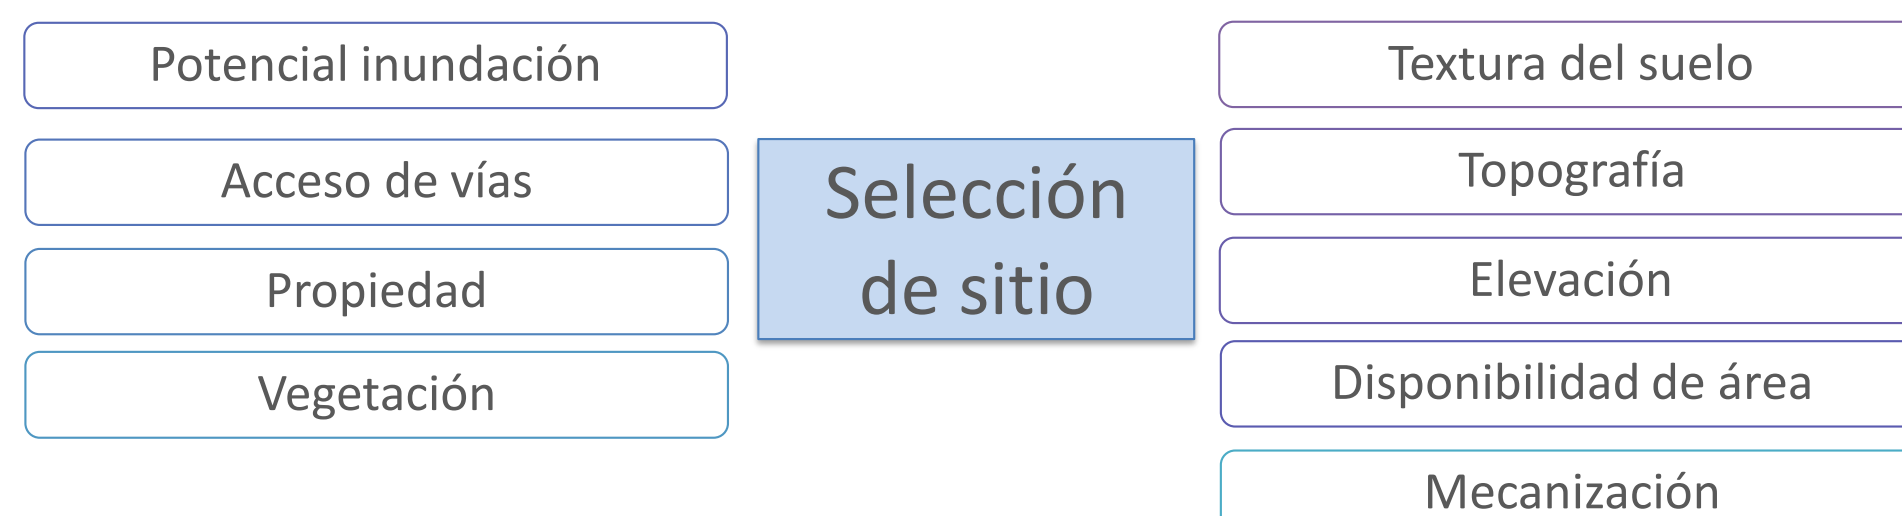 Potencial inundación
Acceso de vías
Propiedad
Vegetación
Selección
de sitio
Textura del suelo
Topografía
Elevación
Disponibilidad de área
Mecanización